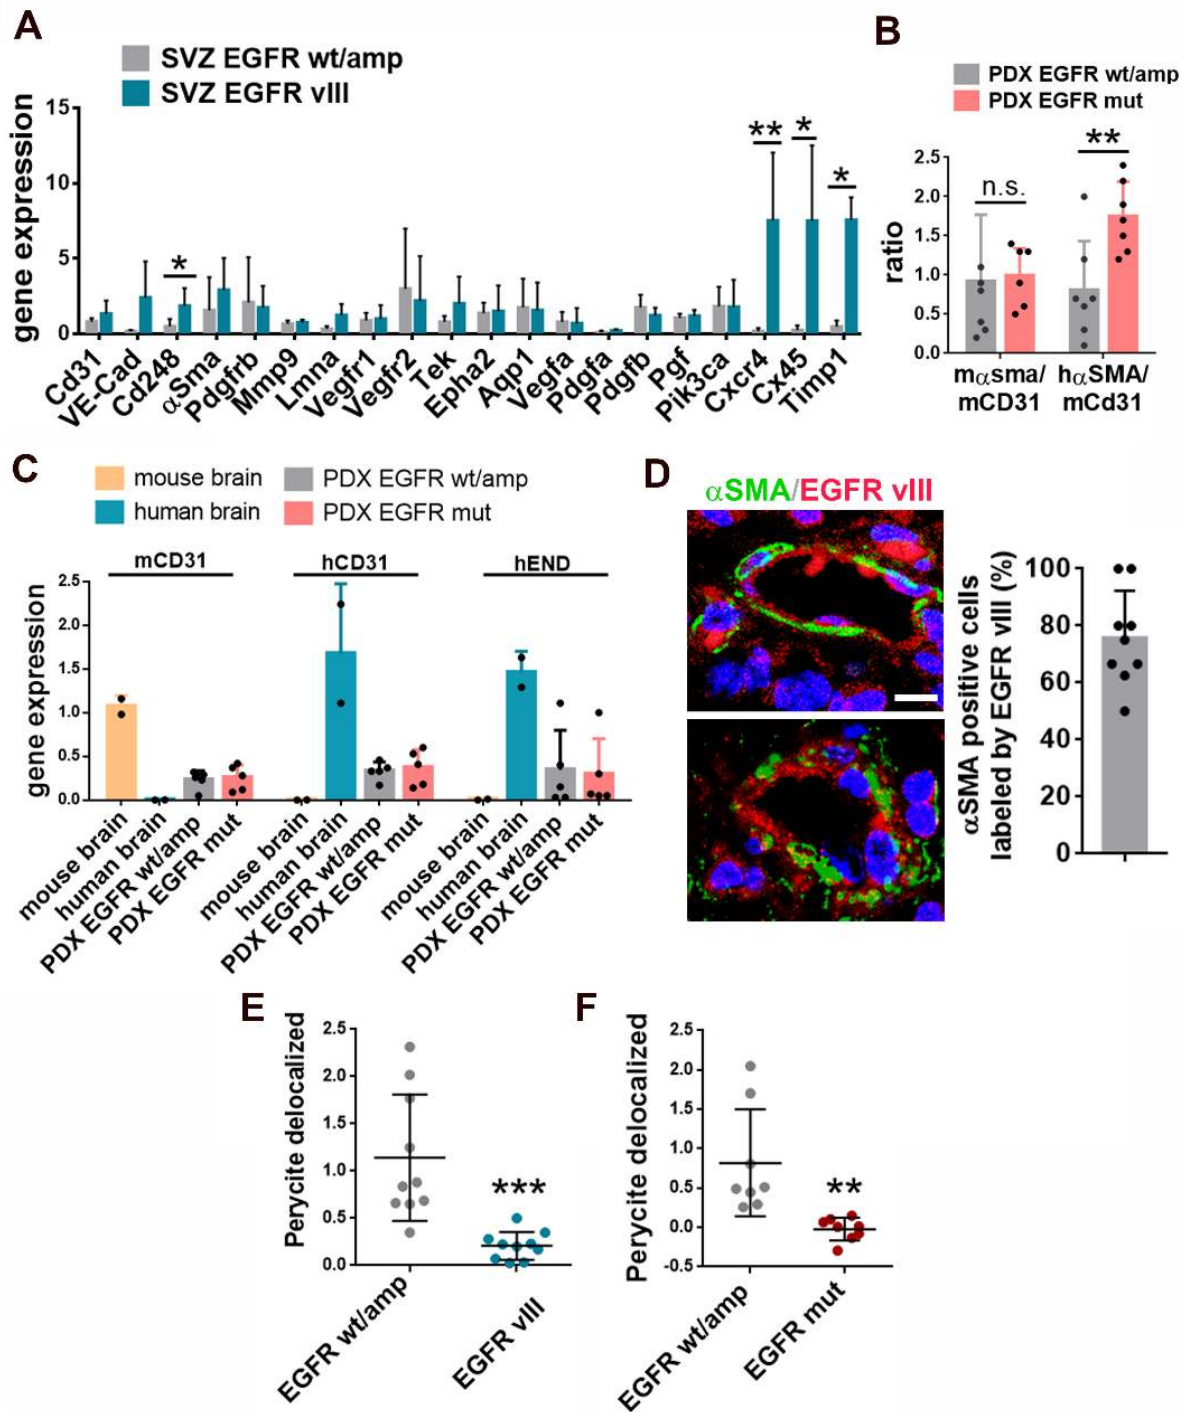 A
SVZ EGFR wt/amp
SVZ EGFR vIII
gene expression
15
10
5
0
**
*
*
*
Cd31
VE-Cad
Cd248
αSma
Pdgfrb
Mmp9
Lmna
Vegfr1
Vegfr2
Tek
Epha2
Aqp1
Vegfa
Pdgfa
Pdgfb
Pgf
Pik3ca
Cxcr4
Cx45
Timp1
B
PDX EGFR wt/amp
PDX EGFR mut
ratio
2.5
2.0
1.5
1.0
0.5
0.0
n.s.
**
mαsma/
mCD31
hαSMA/
mCd31
C
mouse brain
human brain
PDX EGFR wt/amp
PDX EGFR mut
mCD31
hCD31
hEND
gene expression
2.5
2.0
1.5
1.0
0.5
0.0
mouse brain
human brain
PDX EGFR wt/amp
PDX EGFR mut
mouse brain
human brain
PDX EGFR wt/amp
PDX EGFR mut
mouse brain
human brain
PDX EGFR wt/amp
PDX EGFR mut
D
αSMA/EGFR vIII
αSMA positive cells
labeled by EGFR vIII (%)
100
80
60
40
20
0
E
Perycite delocalized
2.5
2.0
1.5
1.0
0.5
0.0
***
EGFR wt/amp
EGFR vIII
F
Perycite delocalized
2.5
2.0
1.5
1.0
0.5
0.0
-0.5
**
EGFR wt/amp
EGFR mut